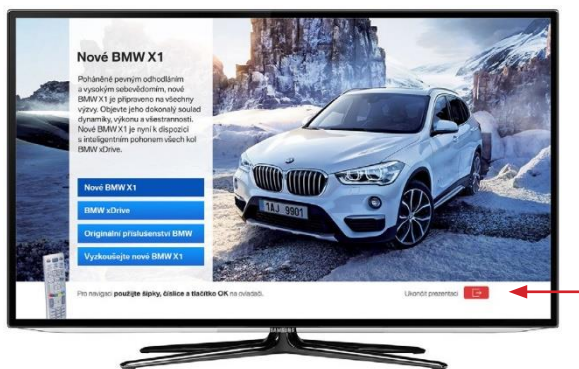 Nové BMW X1
Poháněné pevným odhodláním
a vysokým sebevědomím, nové
BMW X1 je připraveno na všechny
výzvy. Objevte jeho dokonalý soulad
dynamiky, výkonu a všestrannosti.
Nové BMW X1 je nyní k dispozici
s inteligentním pohonem všech kol
BMW xDrive.
Nové BMW X1
BMW xDrive
Originální příslušenství BMW
Vyzkoušejte nové BMW X1
1AJ 9901
Pro navigaci použijte šipky, číslice a tlačítko OK na ovladači.
Ukončit prezentaci
SAMSUNG